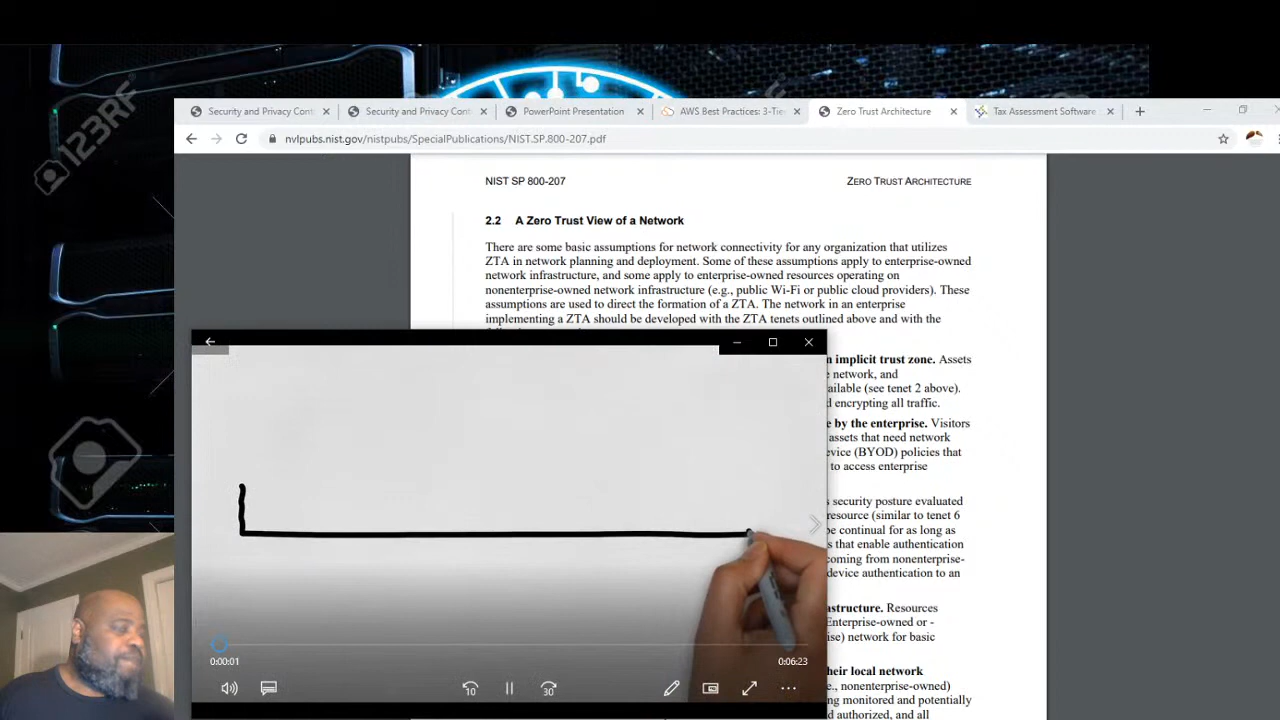 123RF
Security and Privacy Cont
Security and Privacy Cont
PowerPoint Presentation
AWS Best Practices: 3-Tie
Zero Trust Architecture
Tax Assessment Software
nvlpubs.nist.gov/nistpubs/SpecialPublications/NIST.SP.800-207.pdf
NIST SP 800-207
ZERO TRUST ARCHITECTURE
2.2 A Zero Trust View of a Network
There are some basic assumptions for network connectivity for any organization that utilizes
ZTA in network planning and deployment. Some of these assumptions apply to enterprise-owned
network infrastructure, and some apply to enterprise-owned resources operating on
nonenterprise-owned network infrastructure (e.g., public Wi-Fi or public cloud providers). These
assumptions are used to direct the formation of a ZTA. The network in an enterprise
implementing a ZTA should be developed with the ZTA tenets outlined above and with the
n implicit trust zone. Assets
e network, and
ailable (see tenet 2 above).
d encrypting all traffic.
e by the enterprise. Visitors
assets that need network
evice (BYOD) policies that
to access enterprise
s security posture evaluated
resource (similar to tenet 6
be continual for as long as
s that enable authentication
coming from nonenterprise-
device authentication to an
astructure. Resources
Enterprise-owned or -
ise) network for basic
heir local network
e., nonenterprise-owned)
ng monitored and potentially
d authorized, and all
0:00:01
0:06:23
10
30